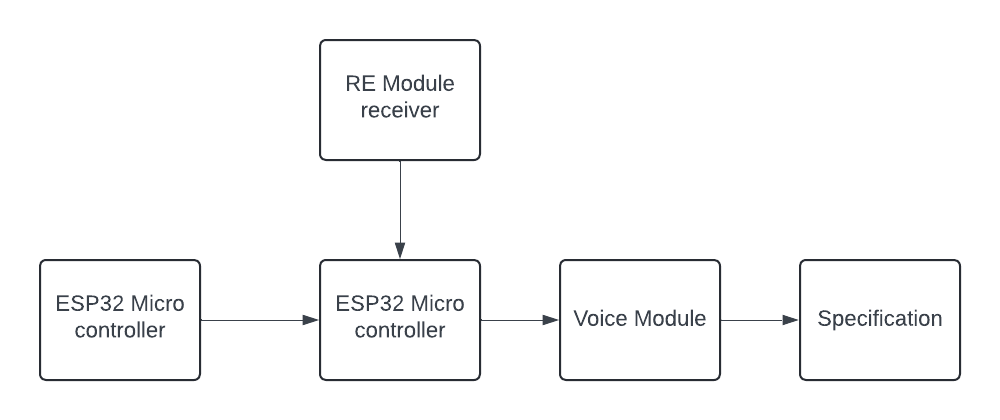 RE Module
receiver
ESP32 Micro
controller
ESP32 Micro
controller
Voice Module
Specification